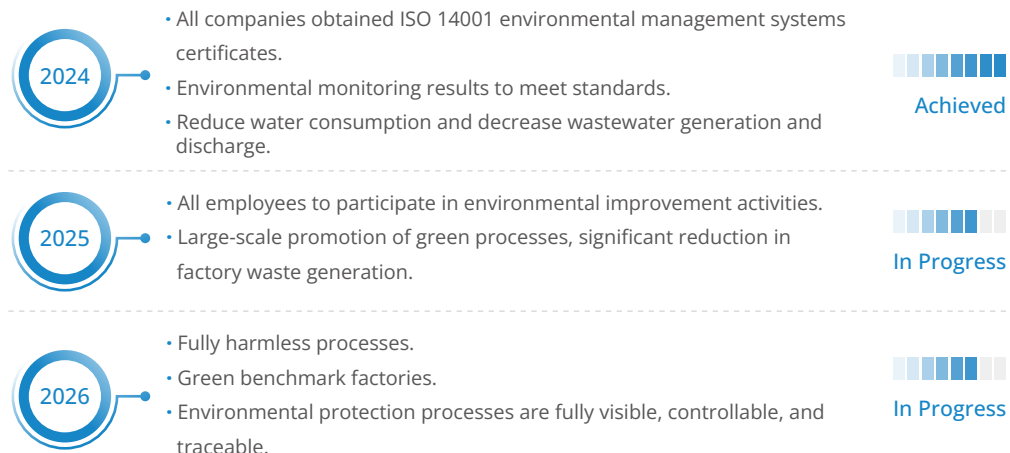 2024
· All companies obtained ISO 14001 environmental management systems
certificates.
· Environmental monitoring results to meet standards.
· Reduce water consumption and decrease wastewater generation and
discharge.
Achieved
2025
· All employees to participate in environmental improvement activities.
· Large-scale promotion of green processes, significant reduction in
factory waste generation.
In Progress
2026
· Fully harmless processes.
· Green benchmark factories.
· Environmental protection processes are fully visible, controllable, and
traceable.
In Progress